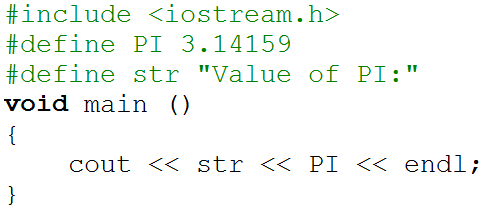 #include <iostream.h>
#define PI 3.14159
#define str "Value of PI:"
void main ()
{
    cout << str << PI << endl;
}